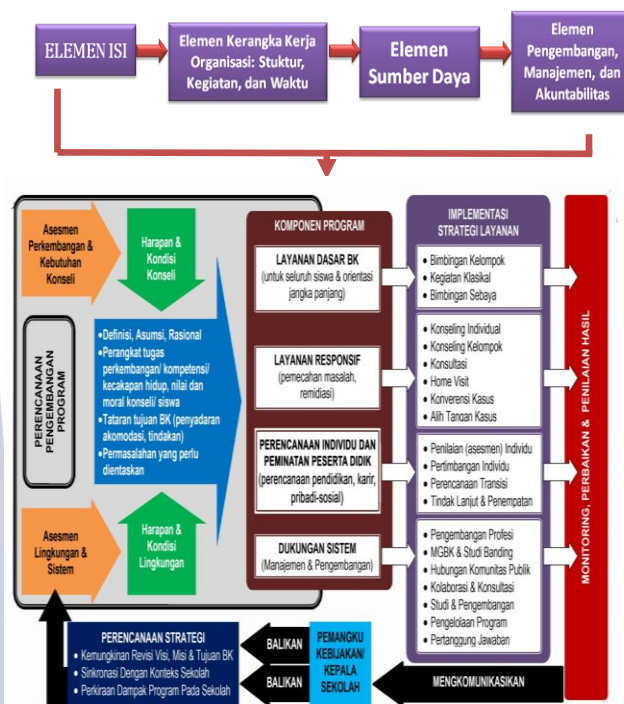 ELEMEN ISI
Elemen Kerangka Kerja
Organisasi: Stuktur,
Kegiatan, dan Waktu
Elemen
Sumber Daya
Elemen
Pengembangan,
Manajemen, dan
Akuntabilitas
Asesmen
Perkembangan &
Kebutuhan
Konseli
Harapan &
Kondisi
Konseli
PERENCANAAN
PENGEMBANGAN
PROGRAM
•Definisi, Asumsi, Rasional
•Perangkat tugas
perkembangan/ kompetensi/
kecakapan hidup, nilai dan
moral konseli/ siswa
•Tataran tujuan BK (penyadaran
akomodasi, tindakan)
•Permasalahan yang perlu
dientaskan
Asesmen
Lingkungan &
Sistem
Harapan &
Kondisi
Lingkungan
KOMPONEN PROGRAM
LAYANAN DASAR BK
(untuk seluruh siswa & orientasi
jangka panjang)
LAYANAN RESPONSIF
(pemecahan masalah,
remidiasi)
PERENCANAAN INDIVIDU DAN
PEMINATAN PESERTA DIDIK
(perencanaan pendidikan, karir,
pribadi-sosial)
DUKUNGAN SISTEM
(Manajemen & Pengembangan)
IMPLEMENTASI
STRATEGI LAYANAN
• Bimbingan Kelompok
• Kegiatan Klasikal
• Bimbingan Sebaya
• Konseling Individual
• Konseling Kelompok
• Konsultasi
• Home Visit
• Konverensi Kasus
• Alih Tangan Kasus
• Penilaian (asesmen) Individu
• Pertimbangan Individu
• Perencanaan Transisi
• Tindak Lanjut & Penempatan
• Pengembangan Profesi
• MGBK & Studi Banding
• Hubungan Komunitas Publik
• Kolaborasi & Konsultasi
• Studi & Pengembangan
• Pengelolaan Program
• Pertanggung Jawaban
MONITORING, PERBAIKAN & PENILAIAN HASIL
PERENCANAAN STRATEGI
• Kemungkinan Revisi Visi, Misi & Tujuan BK
• Sinkronasi Dengan Konteks Sekolah
• Perkiraan Dampak Program Pada Sekolah
BALIKAN
BALIKAN
PEMANGKU
KEBIJAKAN/
KEPALA
SEKOLAH
MENGKOMUNIKASIKAN